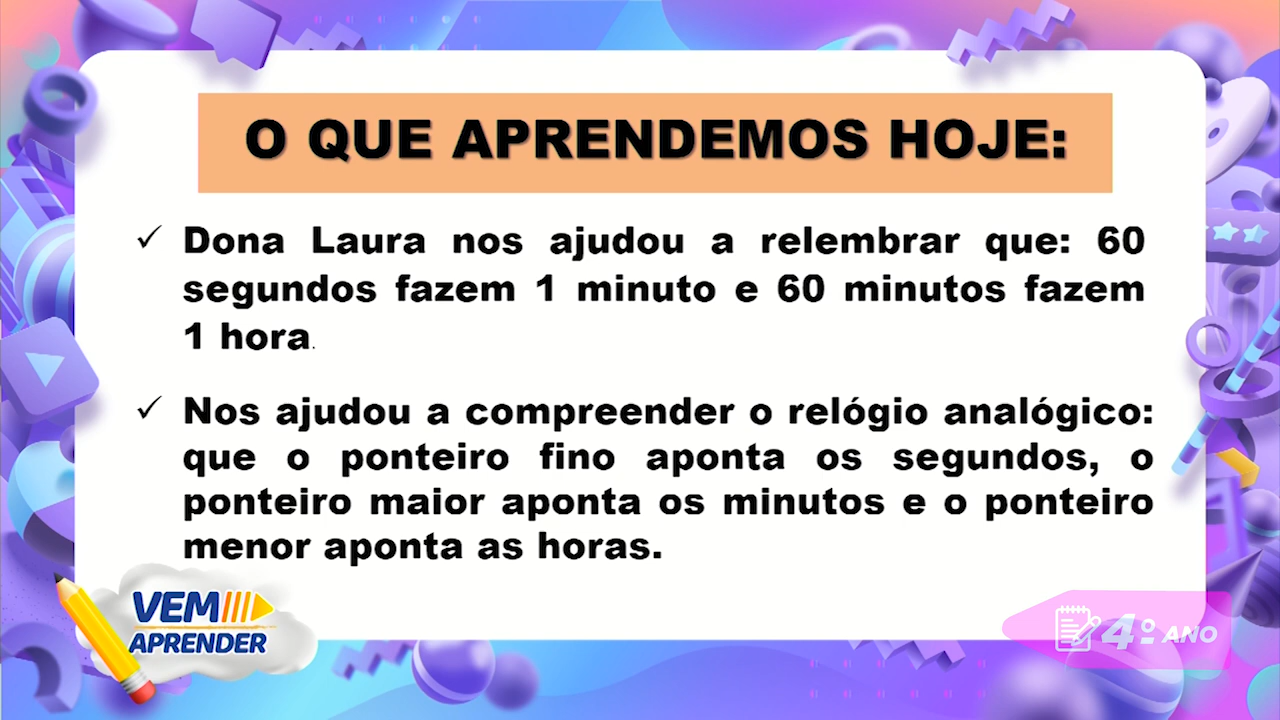 O QUE APRENDEMOS HOJE:
✓ Dona Laura nos ajudou a relembrar que: 60
segundos fazem 1 minuto e 60 minutos fazem
1 hora.
✓ Nos ajudou a compreender o relógio analógico:
que o ponteiro fino aponta os segundos, o
ponteiro maior aponta os minutos e o ponteiro
menor aponta as horas.
VEM
APRENDER
4º ANO